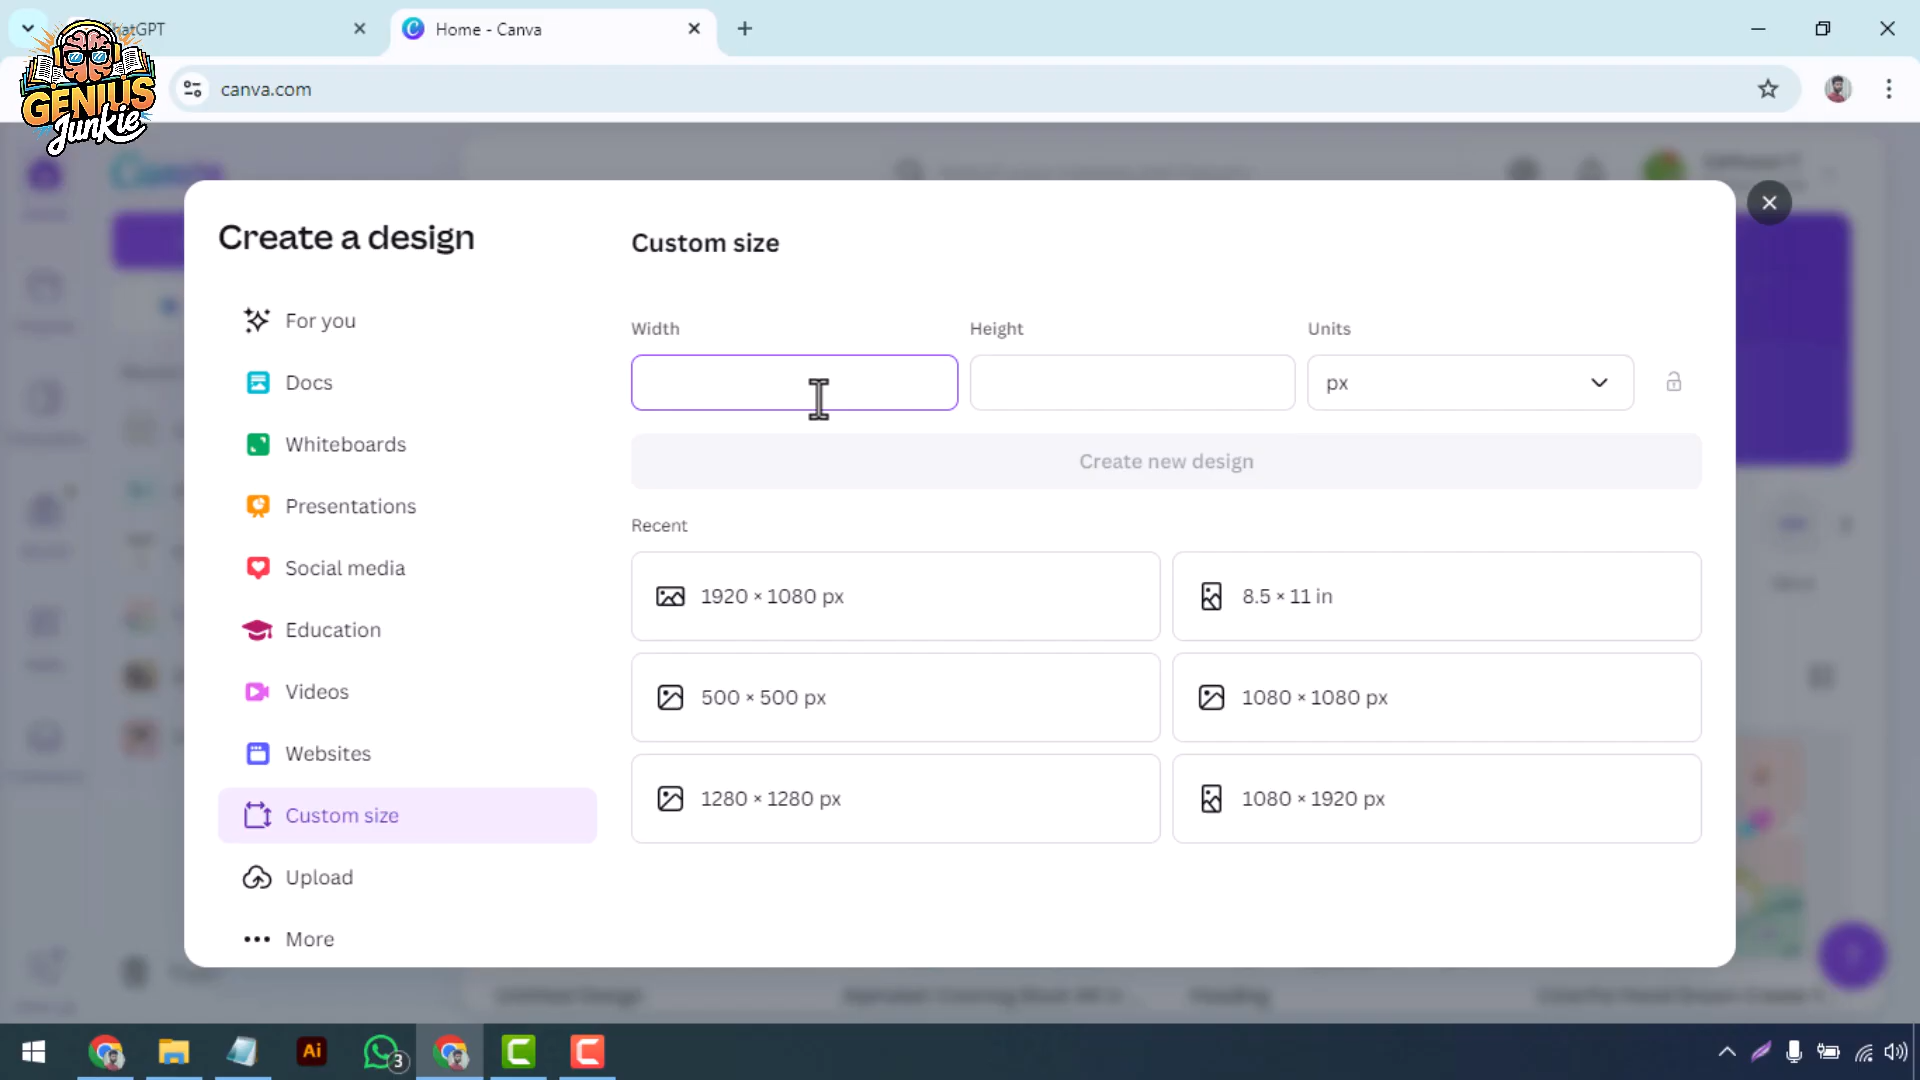 hatGPT
Home - Canva
GENIUS
Junkie
canva.com
Create a design
For you
Docs
Whiteboards
Presentations
Social media
Education
Videos
Websites
Custom size
Upload
More
Custom size
Width
Height
Units
px
Create new design
Recent
1920 × 1080 px
8.5 × 11 in
500 × 500 px
1080 × 1080 px
1280 × 1280 px
1080 × 1920 px
Ai
3